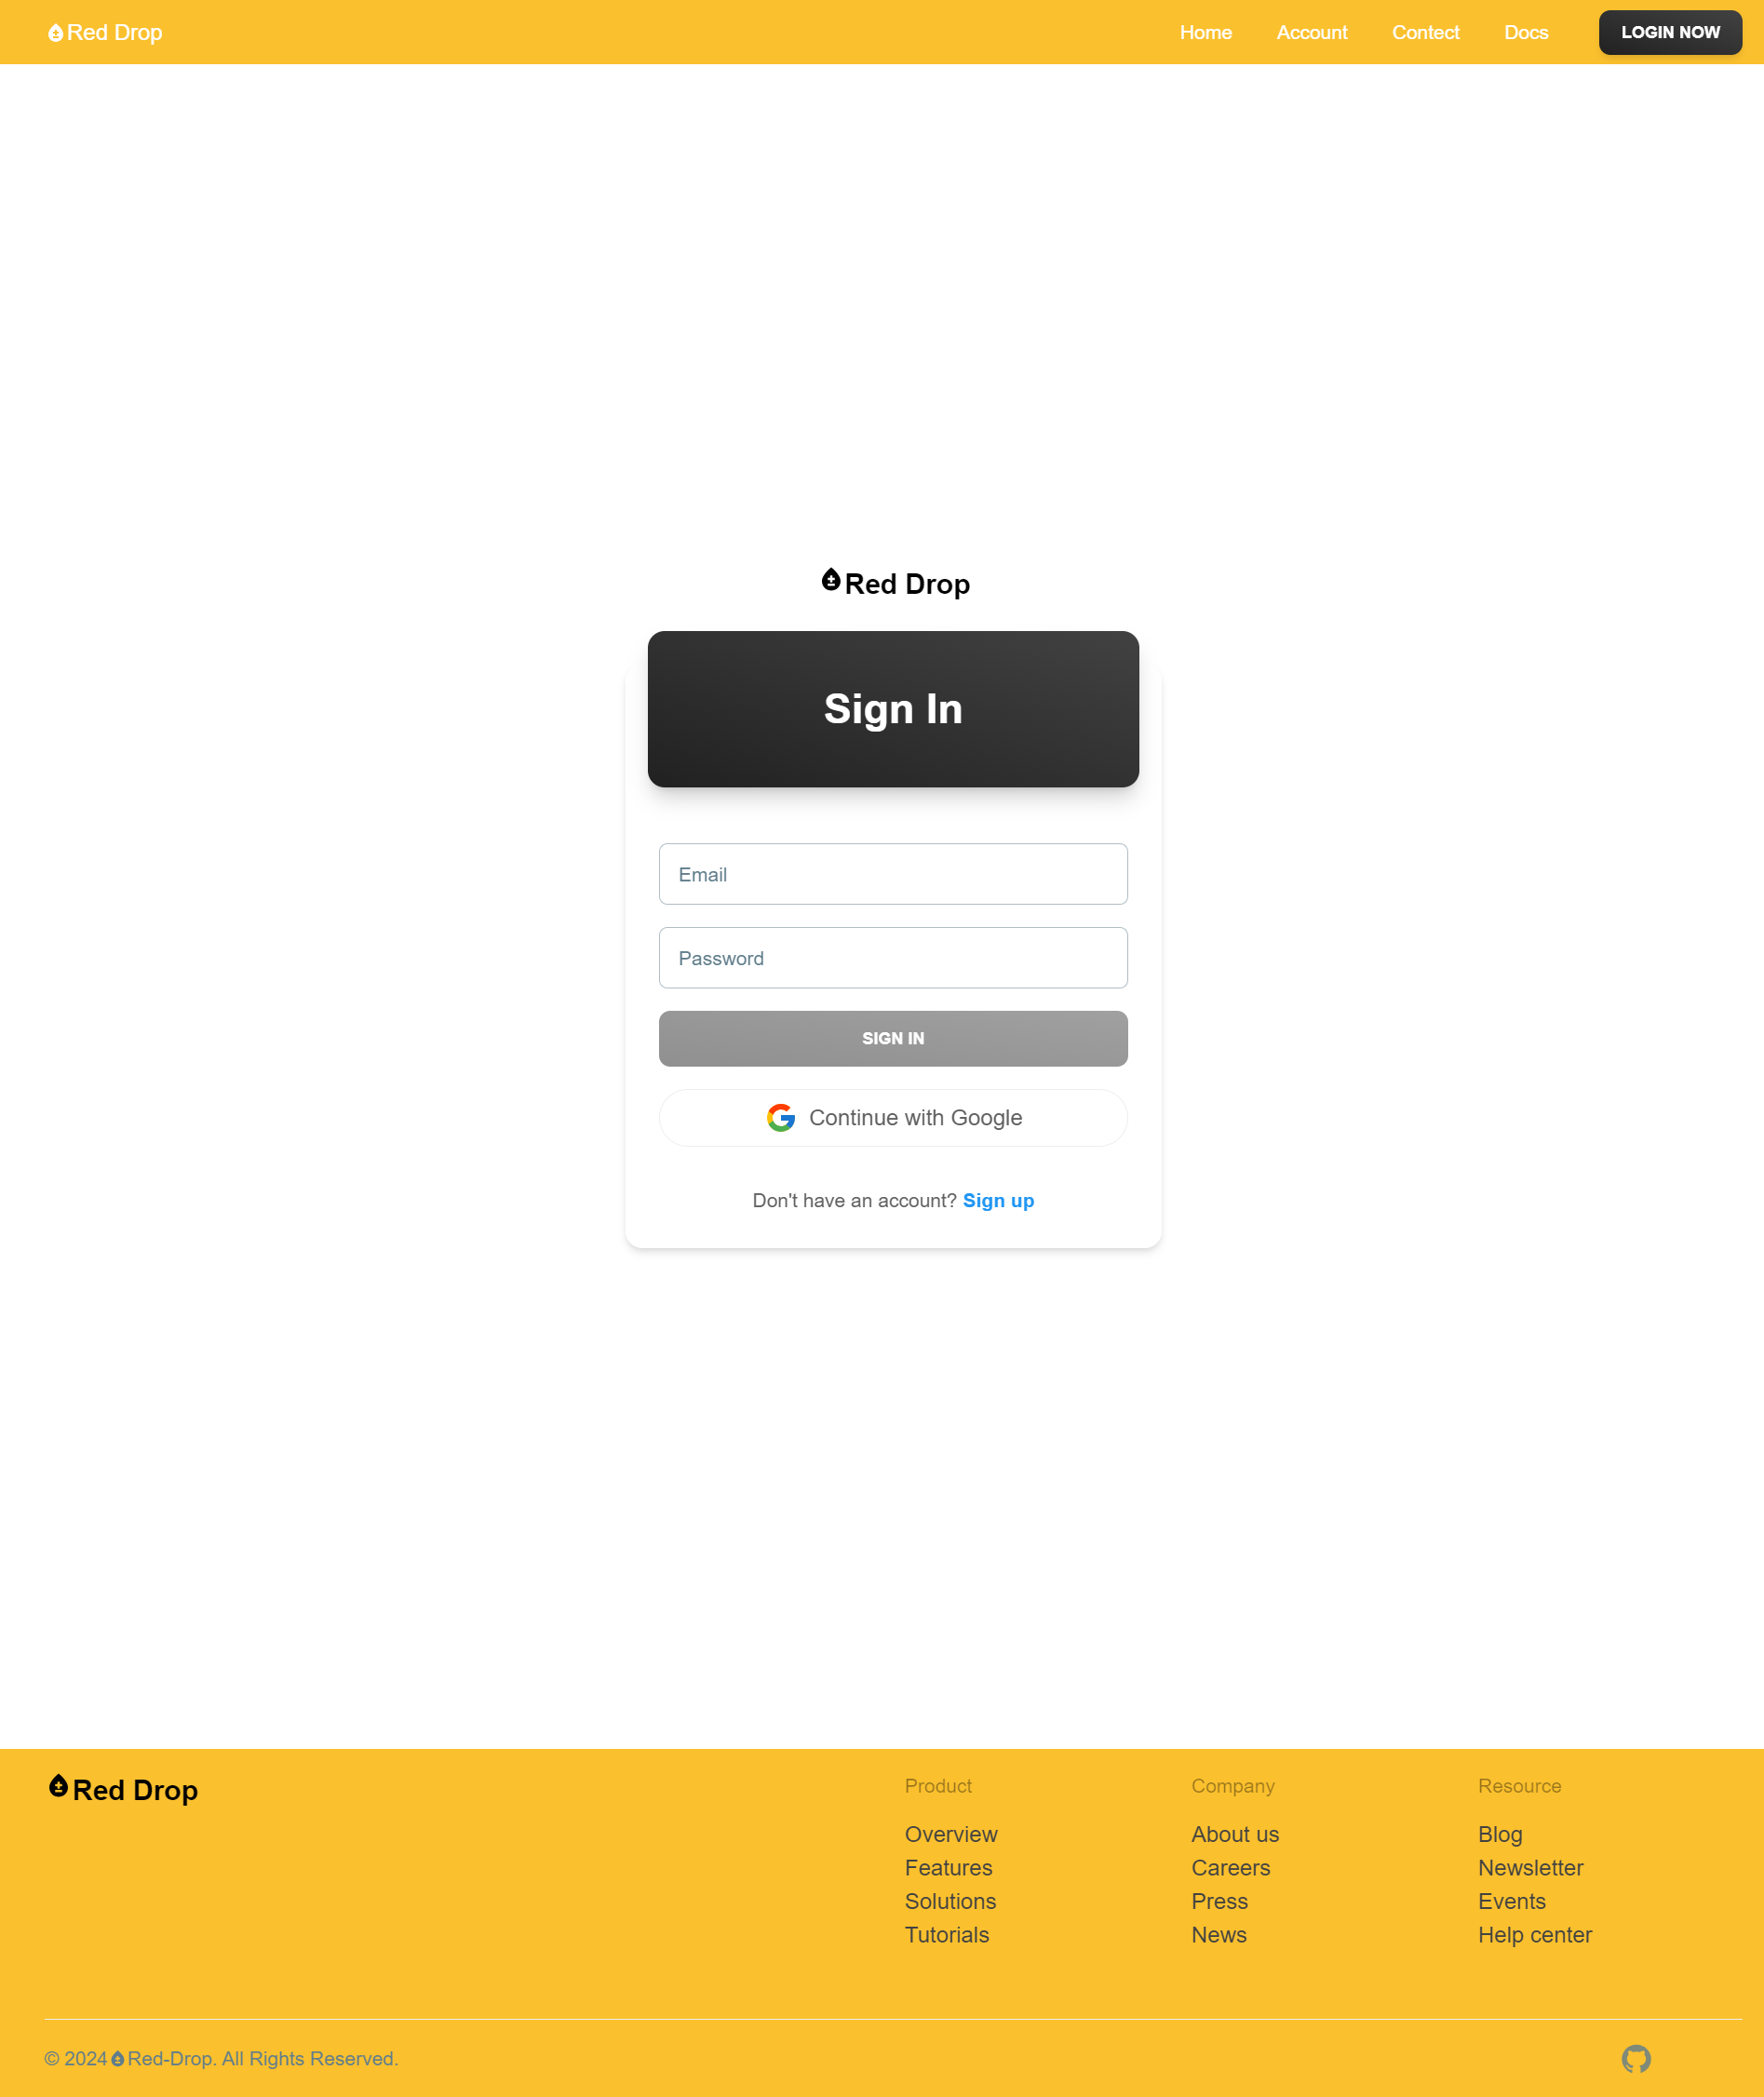 Red Drop
Home Account Contect Docs LOGIN NOW
Red Drop
Sign In
Email
Password
SIGN IN
Continue with Google
Don't have an account? Sign up
Red Drop
Product
Overview
Features
Solutions
Tutorials
Company
About us
Careers
Press
News
Resource
Blog
Newsletter
Events
Help center
© 2024 Red-Drop. All Rights Reserved.